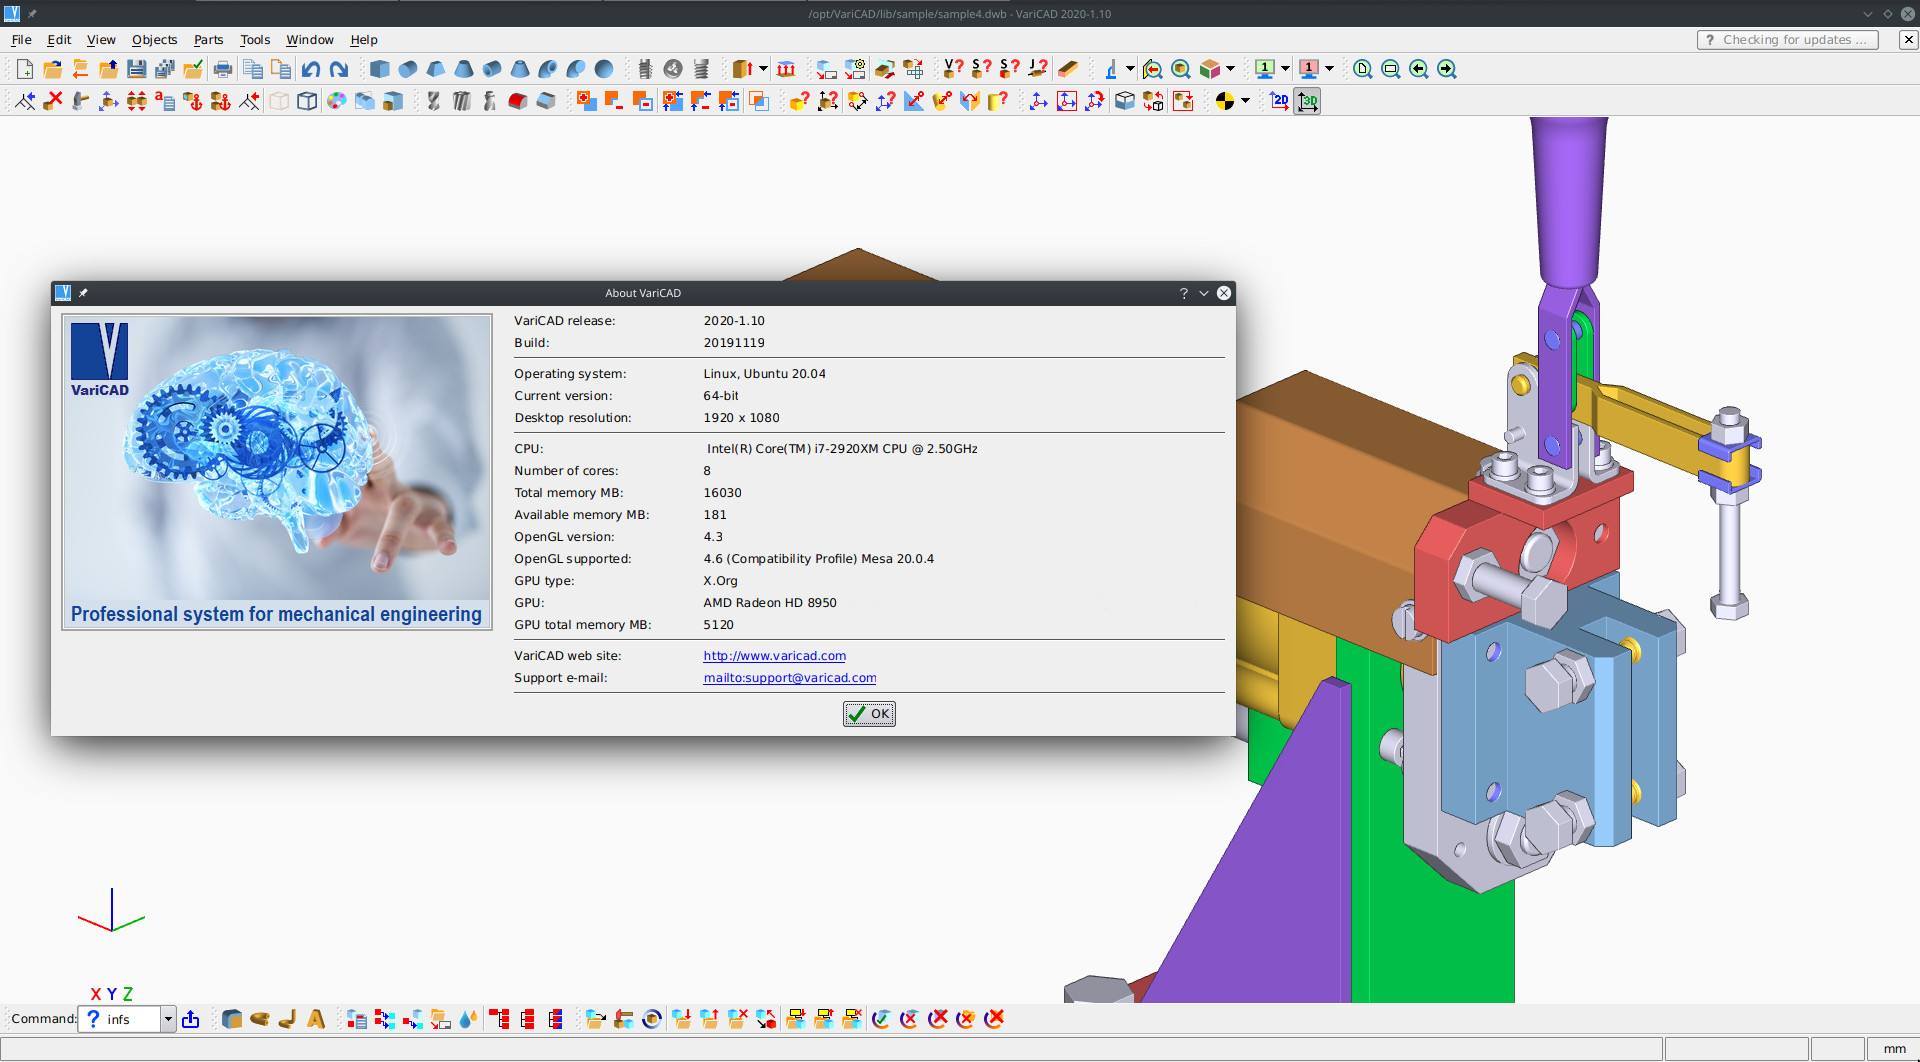 /opt/VariCAD/lib/sample/sample4.dwb - VariCAD 2020-1.10
File Edit View Objects Parts Tools Window Help
? Checking for updates ...
V? S? S? J?
1 1
2D 3D
About VariCAD
VariCAD
Professional system for mechanical engineering
VariCAD release: 2020-1.10
Build: 20191119
Operating system: Linux, Ubuntu 20.04
Current version: 64-bit
Desktop resolution: 1920 x 1080
CPU: Intel(R) Core(TM) i7-2920XM CPU @ 2.50GHz
Number of cores: 8
Total memory MB: 16030
Available memory MB: 181
OpenGL version: 4.3
OpenGL supported: 4.6 (Compatibility Profile) Mesa 20.0.4
GPU type: X.Org
GPU: AMD Radeon HD 8950
GPU total memory MB: 5120
VariCAD web site: http://www.varicad.com
Support e-mail: mailto:support@varicad.com
OK
X Y Z
Command: ? infs
mm